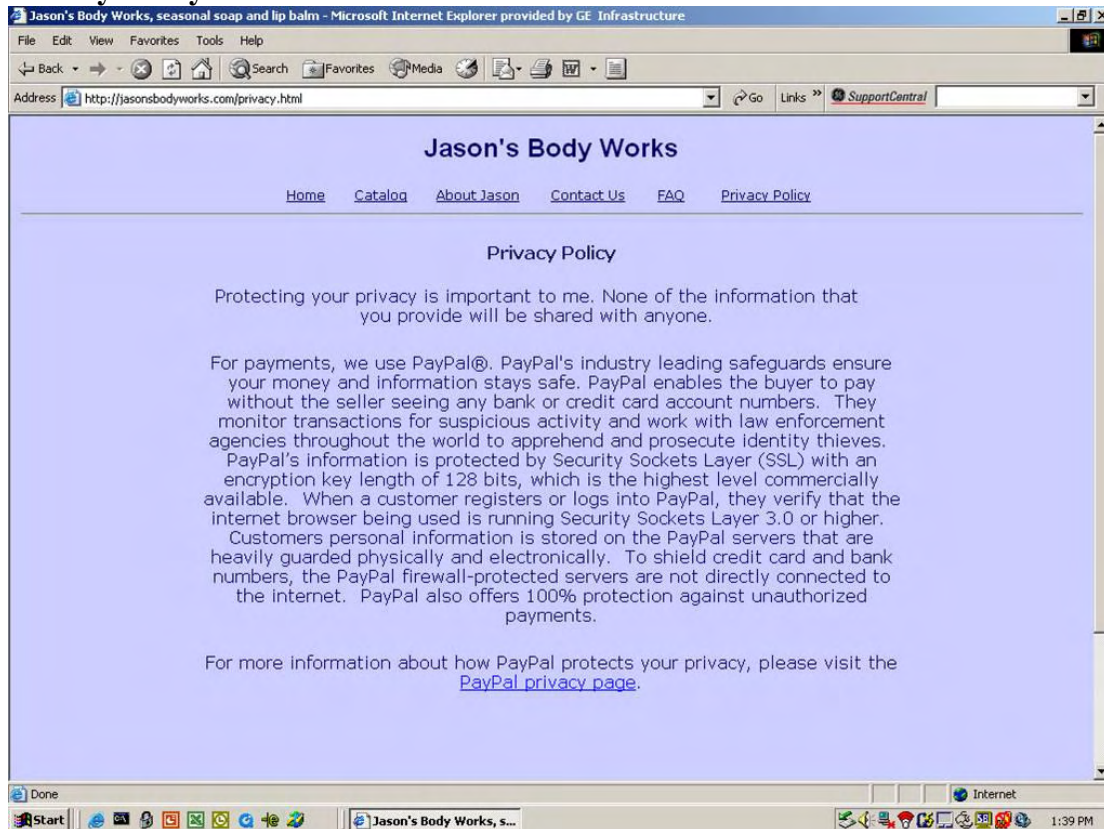 Jason's Body Works, seasonal soap and lip balm - Microsoft Internet Explorer provided by GE Infrastructure
File Edit View Favorites Tools Help
Back Search Favorites Media
Address http://jasonsbodyworks.com/privacy.html Go Links » SupportCentral
Jason's Body Works
Home Catalog About Jason Contact Us FAQ Privacy Policy
Privacy Policy
Protecting your privacy is important to me. None of the information that
you provide will be shared with anyone.
For payments, we use PayPal®. PayPal's industry leading safeguards ensure
your money and information stays safe. PayPal enables the buyer to pay
without the seller seeing any bank or credit card account numbers. They
monitor transactions for suspicious activity and work with law enforcement
agencies throughout the world to apprehend and prosecute identity thieves.
PayPal's information is protected by Security Sockets Layer (SSL) with an
encryption key length of 128 bits, which is the highest level commercially
available. When a customer registers or logs into PayPal, they verify that the
internet browser being used is running Security Sockets Layer 3.0 or higher.
Customers personal information is stored on the PayPal servers that are
heavily guarded physically and electronically. To shield credit card and bank
numbers, the PayPal firewall-protected servers are not directly connected to
the internet. PayPal also offers 100% protection against unauthorized
payments.
For more information about how PayPal protects your privacy, please visit the
PayPal privacy page.
Done Internet
Start Jason's Body Works, s... 1:39 PM